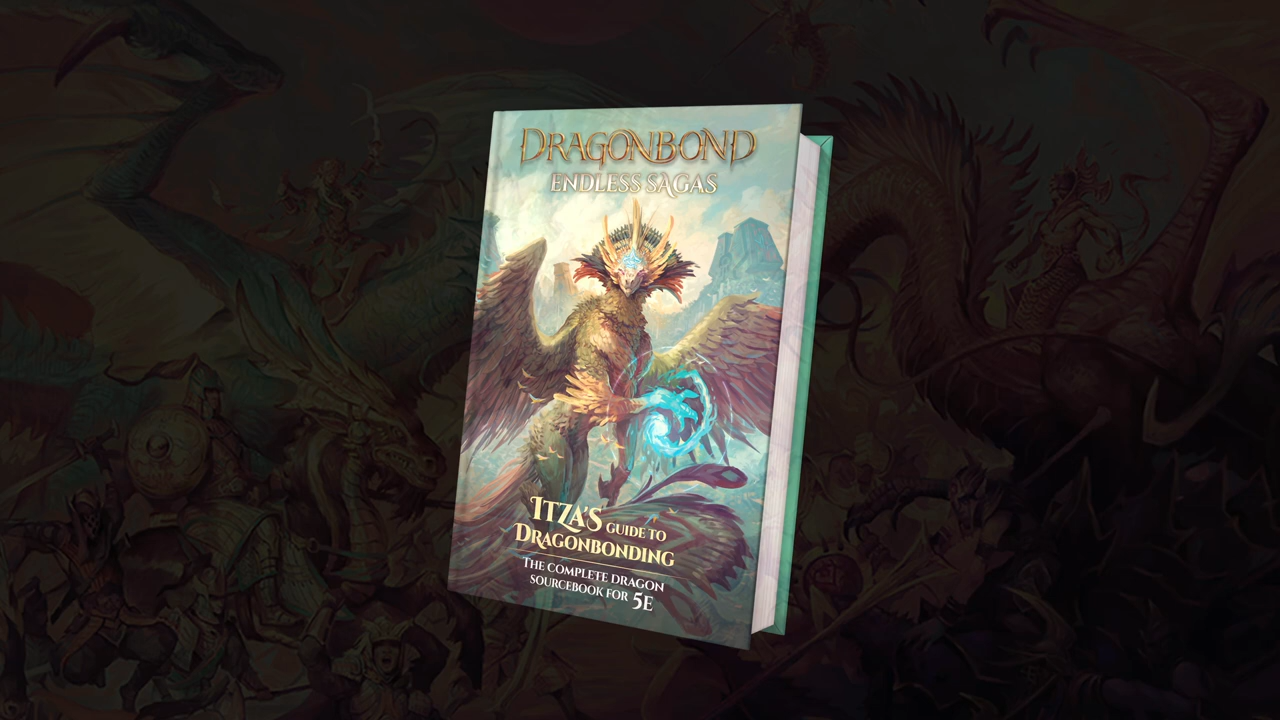 DRAGONBOND
ENDLESS SAGAS
ITZA'S GUIDE TO
DRAGONBONDING
THE COMPLETE DRAGON
SOURCEBOOK FOR 5E